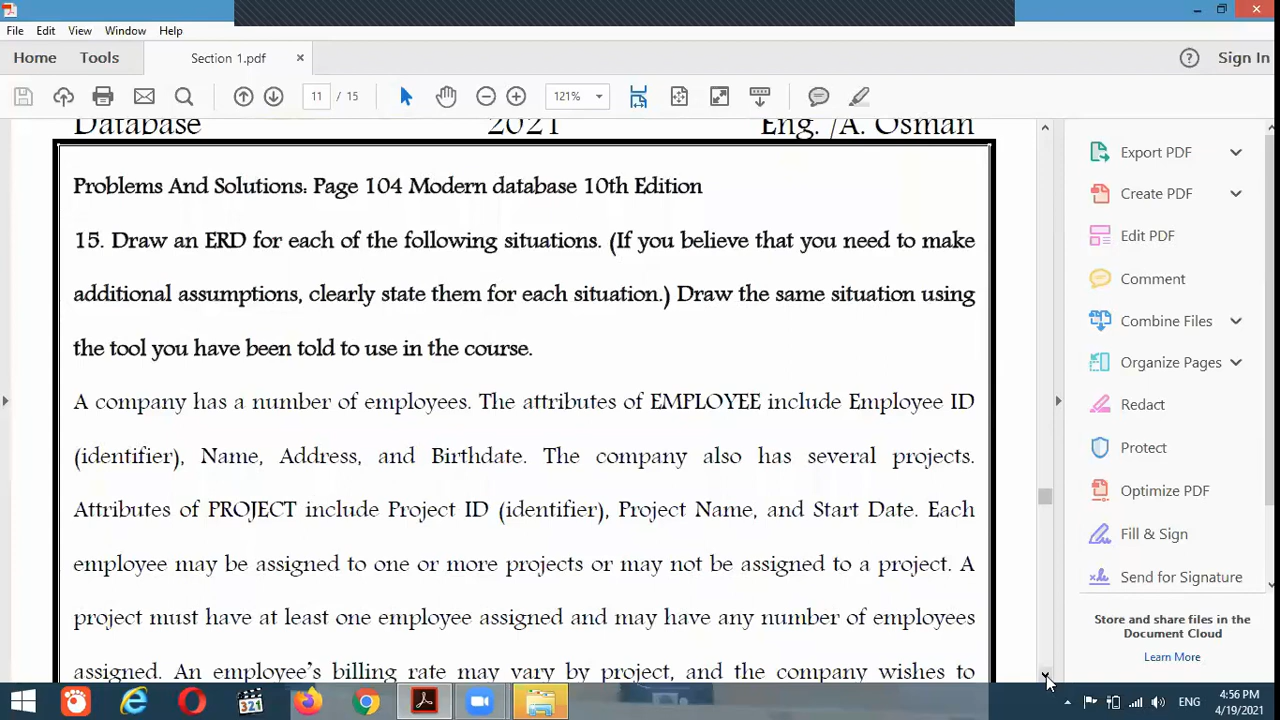 File Edit View Window Help
Home Tools Section 1.pdf × Sign In
11 / 15 121%
Database 2021 Eng. /A. Osman
Problems And Solutions: Page 104 Modern database 10th Edition
15. Draw an ERD for each of the following situations. (If you believe that you need to make
additional assumptions, clearly state them for each situation.) Draw the same situation using
the tool you have been told to use in the course.
A company has a number of employees. The attributes of EMPLOYEE include Employee ID
(identifier), Name, Address, and Birthdate. The company also has several projects.
Attributes of PROJECT include Project ID (identifier), Project Name, and Start Date. Each
employee may be assigned to one or more projects or may not be assigned to a project. A
project must have at least one employee assigned and may have any number of employees
assigned. An employee's billing rate may vary by project, and the company wishes to
Export PDF
Create PDF
Edit PDF
Comment
Combine Files
Organize Pages
Redact
Protect
Optimize PDF
Fill & Sign
Send for Signature
Store and share files in the
Document Cloud
Learn More
321
ENG
4:56 PM
4/19/2021